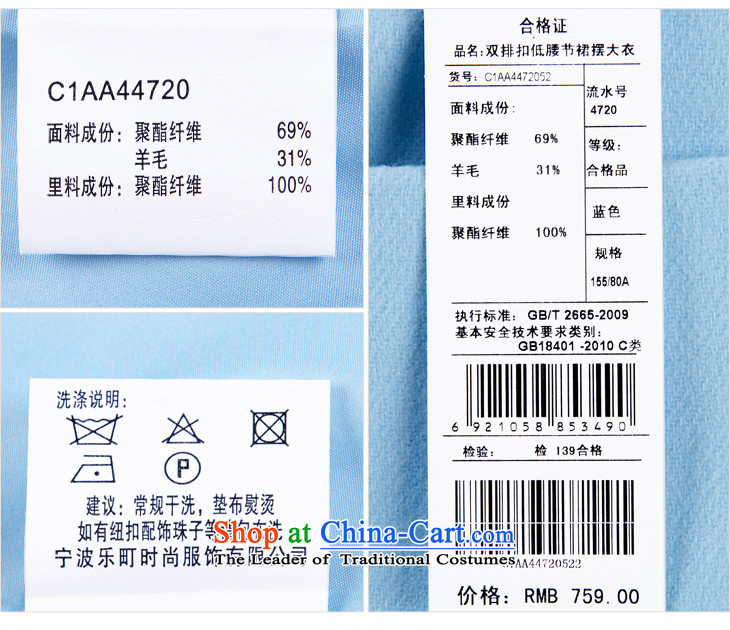 C1AA44720
面料成份: 聚酯纤维 69%
羊毛 31%
里料成份: 聚酯纤维 100%
洗涤说明:
P
建议: 常规干洗, 垫布熨烫
如有纽扣配饰珠子等
宁波乐町时尚服饰有限公司
Shop at China-Cart.com
The Leader of Traditional Costumes
合格证
品名: 双排扣低腰节裙摆大衣
货号: C1AA4472052
面料成份:
聚酯纤维 69%
羊毛 31%
里料成份
聚酯纤维 100%
流水号
4720
等级:
合格品
蓝色
规格
155/80A
执行标准: GB/T 2665-2009
基本安全技术要求类别:
GB18401 -2010 C类
6 921058 853490
检验: 检 139合格
C1AA44720522
价格: RMB 759.00